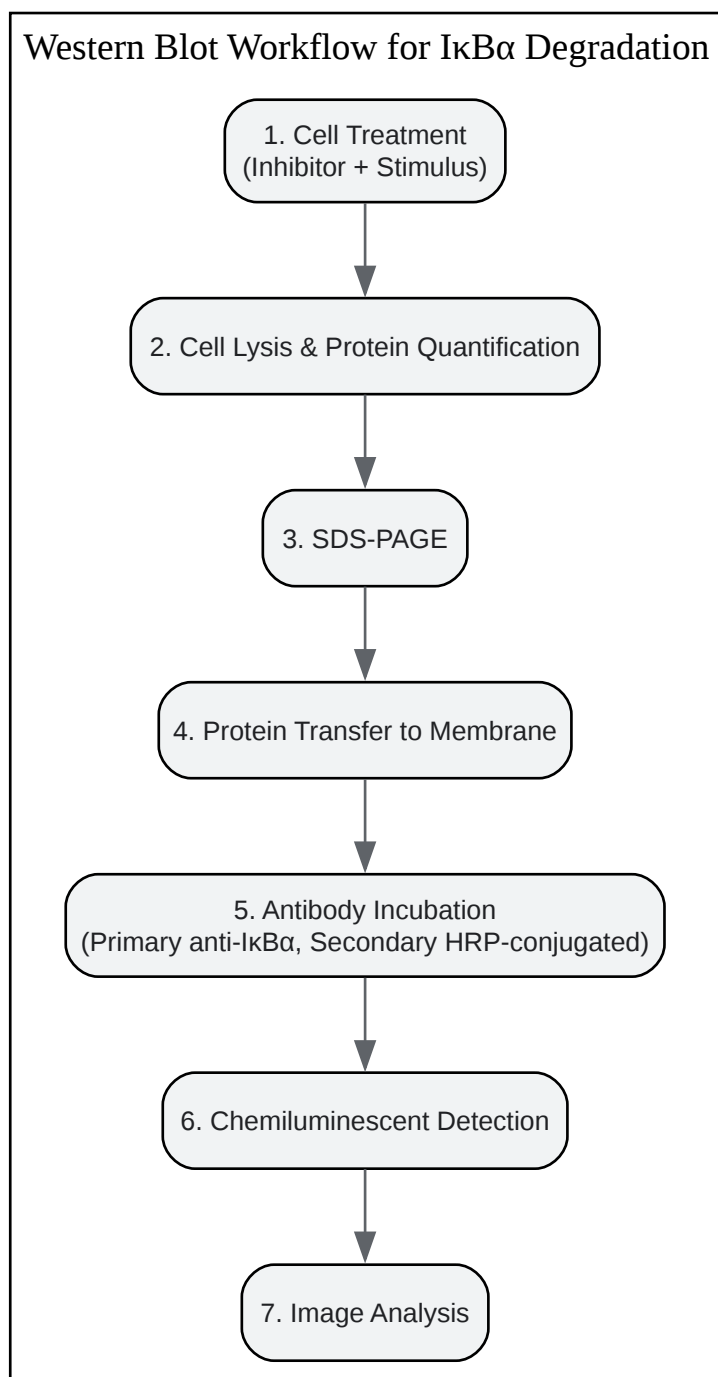 Western Blot Workflow for IκBα Degradation
1. Cell Treatment
(Inhibitor + Stimulus)
2. Cell Lysis & Protein Quantification
3. SDS-PAGE
4. Protein Transfer to Membrane
5. Antibody Incubation
(Primary anti-IκBα, Secondary HRP-conjugated)
6. Chemiluminescent Detection
7. Image Analysis